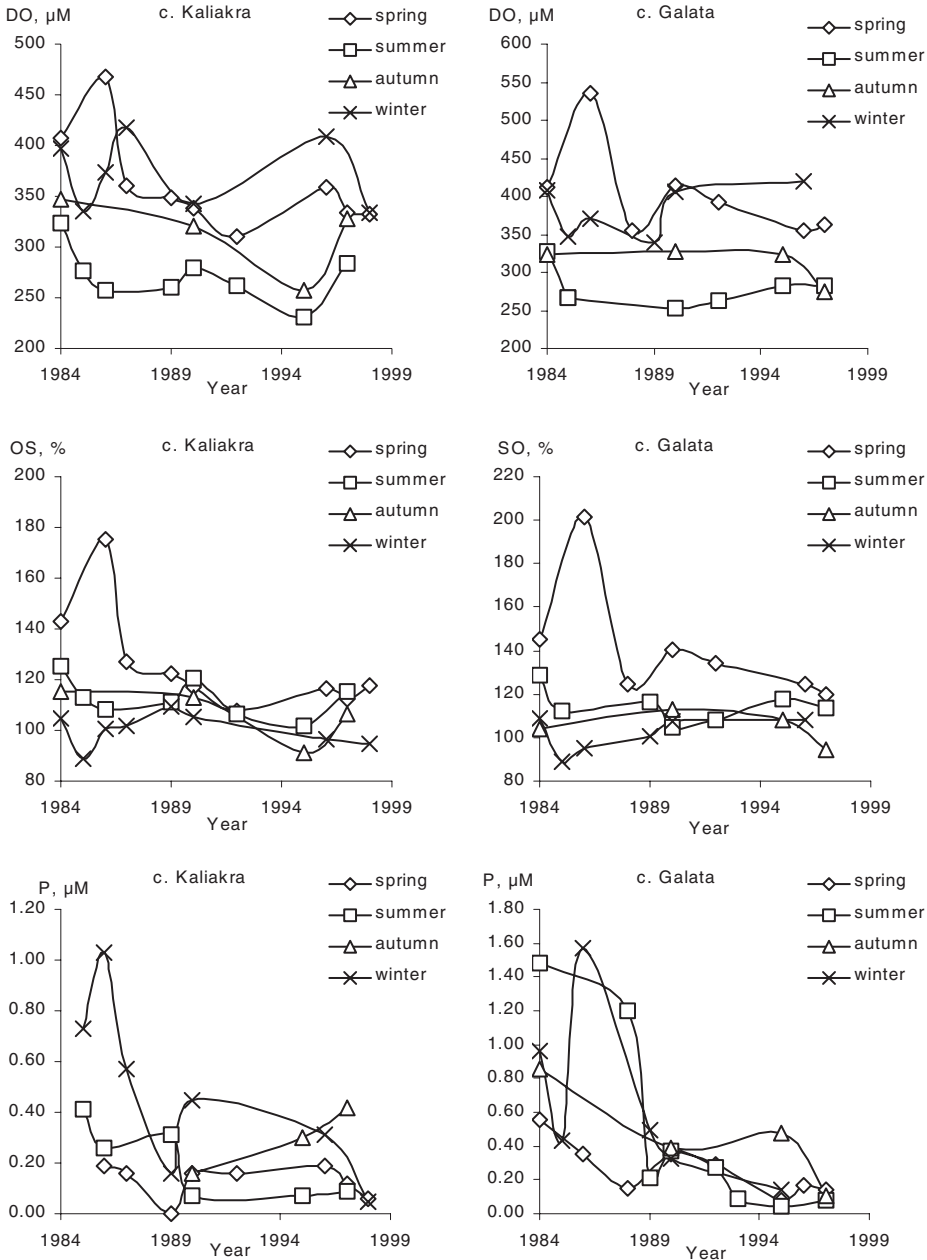 DO, µM
c. Kaliakra
spring
summer
autumn
winter
500
450
400
350
300
250
200
1984
1989
1994
1999
Year
DO, µM
c. Galata
spring
summer
autumn
winter
600
550
500
450
400
350
300
250
200
1984
1989
1994
1999
Year
OS, %
c. Kaliakra
spring
summer
autumn
winter
200
180
160
140
120
100
80
1984
1989
1994
1999
Year
SO, %
c. Galata
spring
summer
autumn
winter
220
200
180
160
140
120
100
80
1984
1989
1994
1999
Year
P, µM
c. Kaliakra
spring
summer
autumn
winter
1.20
1.00
0.80
0.60
0.40
0.20
0.00
1984
1989
1994
1999
Year
P, µM
c. Galata
spring
summer
autumn
winter
1.80
1.60
1.40
1.20
1.00
0.80
0.60
0.40
0.20
0.00
1984
1989
1994
1999
Year